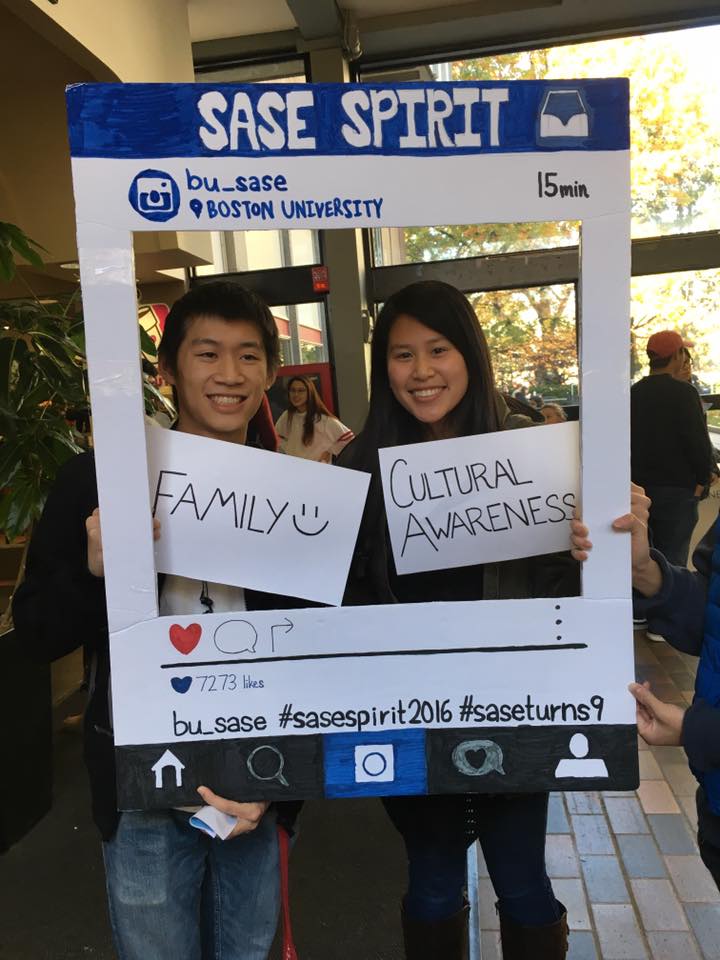 SASE SPIRIT
bu_sase
BOSTON UNIVERSITY
15min
FAMILY
CULTURAL
AWARENESS
7273 likes
bu_sase #sasespirit2016 #saseturns9